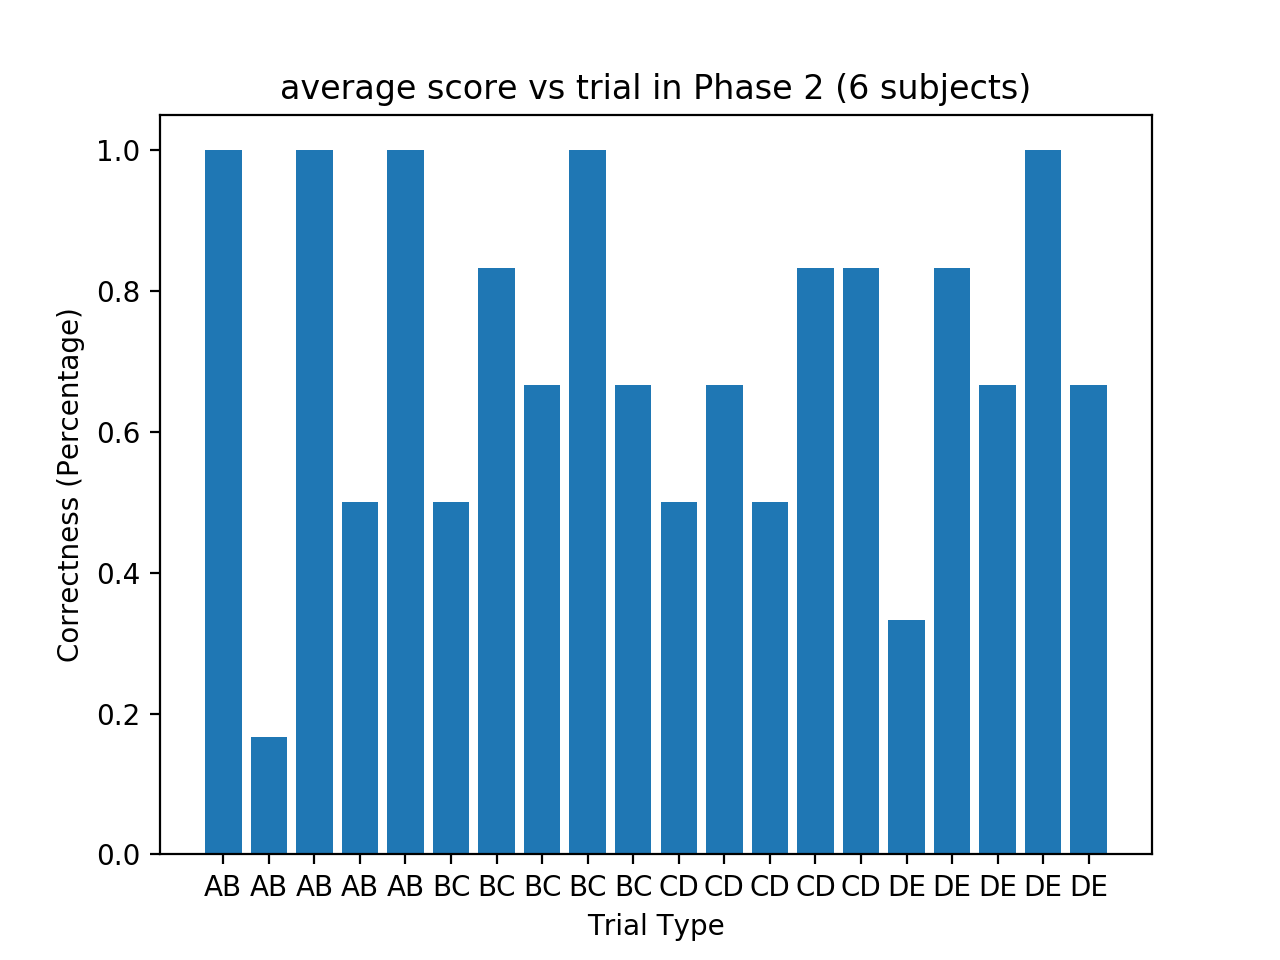 average score vs trial in Phase 2 (6 subjects)
1.0
0.8
0.6
0.4
0.2
0.0
Correctness (Percentage)
AB AB AB AB AB BC BC BC BC BC CD CD CD CD CD DE DE DE DE DE
Trial Type